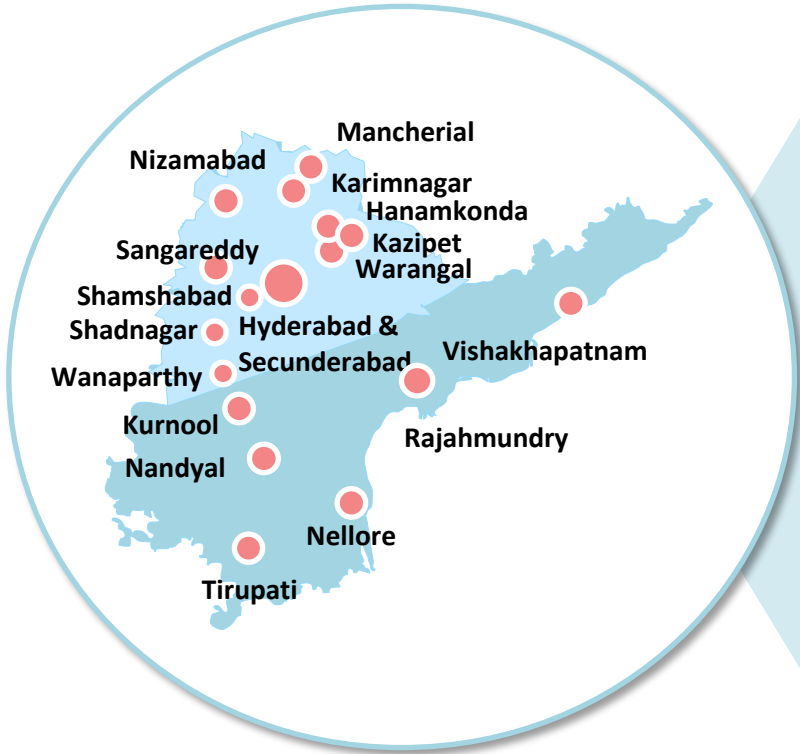 Mancherial
Nizamabad
Karimnagar
Hanamkonda
Kazipet
Sangareddy
Warangal
Shamshabad
Shadnagar
Hyderabad &
Secunderabad
Vishakhapatnam
Wanaparthy
Kurnool
Rajahmundry
Nandyal
Nellore
Tirupati